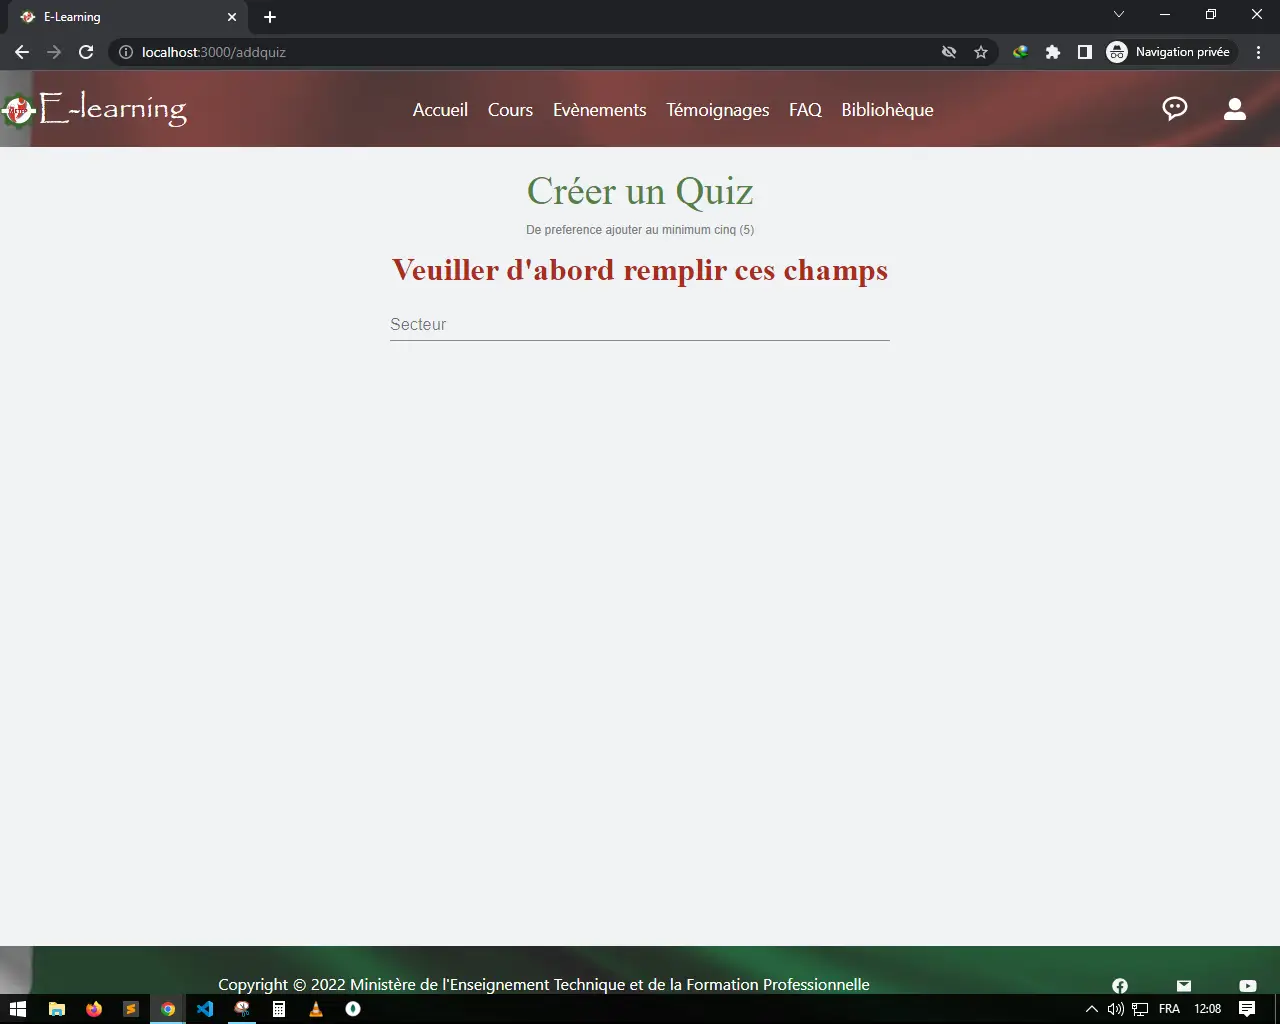 E-Learning
localhost:3000/addquiz
Navigation privée
E-learning
Accueil Cours Evènements Témoignages FAQ Bibliohèque
Créer un Quiz
De preference ajouter au minimum cinq (5)
Veuiller d'abord remplir ces champs
Secteur
Copyright © 2022 Ministère de l'Enseignement Technique et de la Formation Professionnelle
FRA 12:08